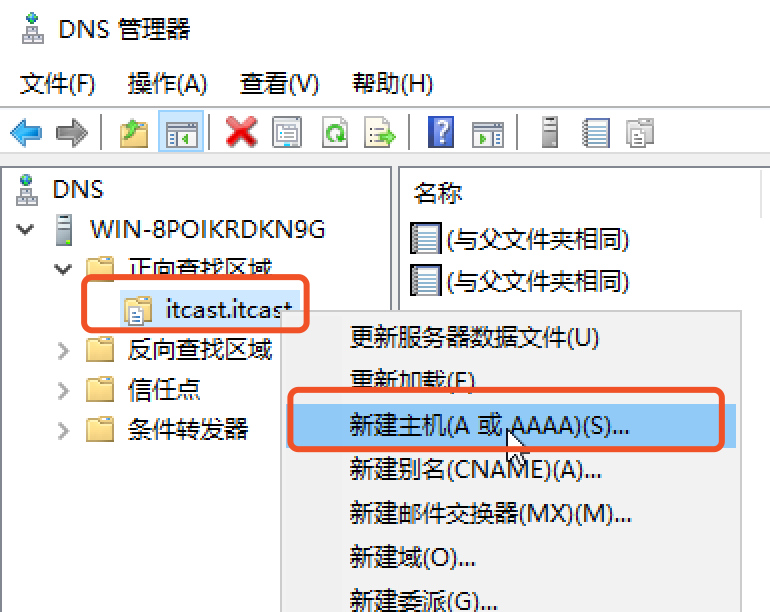 DNS 管理器
文件(F) 操作(A) 查看(V) 帮助(H)
DNS
WIN-8POIKRDKN9G
正向查找区域
itcast.itcast
反向查找区域
信任点
条件转发器
名称
(与父文件夹相同)
(与父文件夹相同)
更新服务器数据文件(U)
重新加载(E)
新建主机(A 或 AAAA)(S)...
新建别名(CNAME)(A)...
新建邮件交换器(MX)(M)...
新建域(O)...
新建委派(G)...